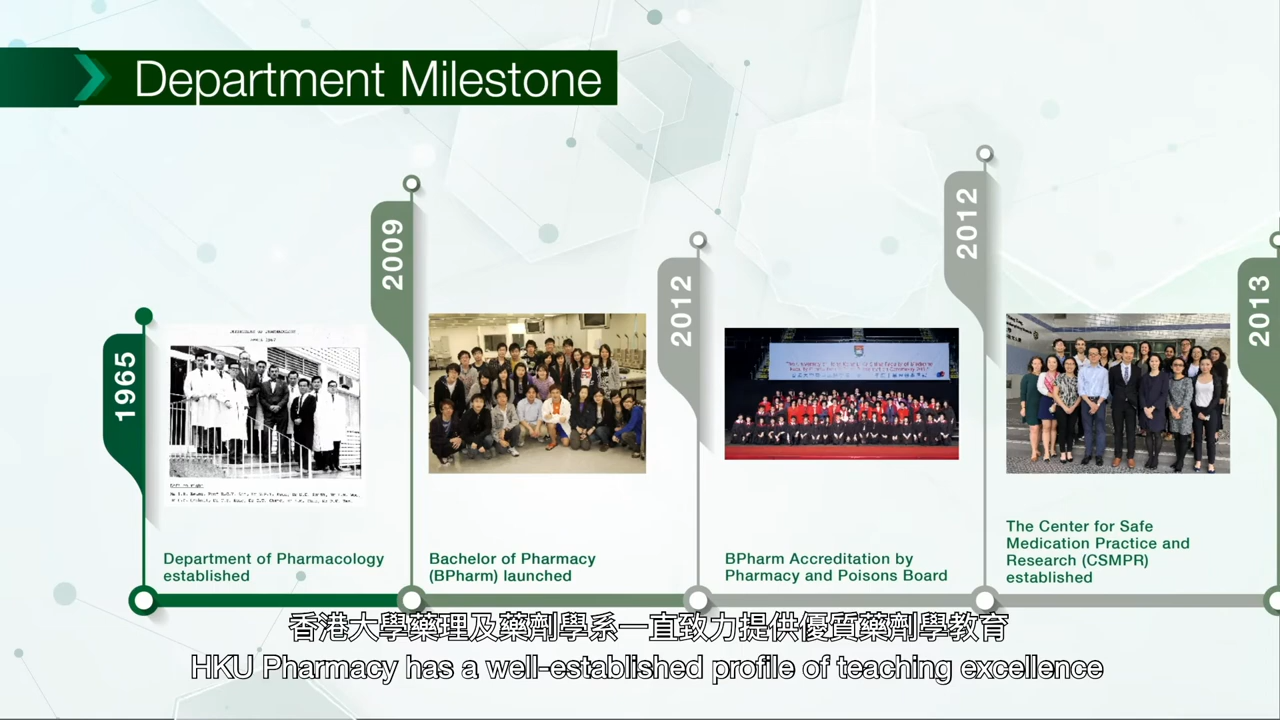 Department Milestone
1965
2009
2012
2012
2013
Department of Pharmacology
established
Bachelor of Pharmacy
(BPharm) launched
BPharm Accreditation by
Pharmacy and Poisons Board
The Center for Safe
Medication Practice and
Research (CSMPR)
established
香港大學藥理及藥劑學系一直致力提供優質藥劑學教育
HKU Pharmacy has a well-established profile of teaching excellence